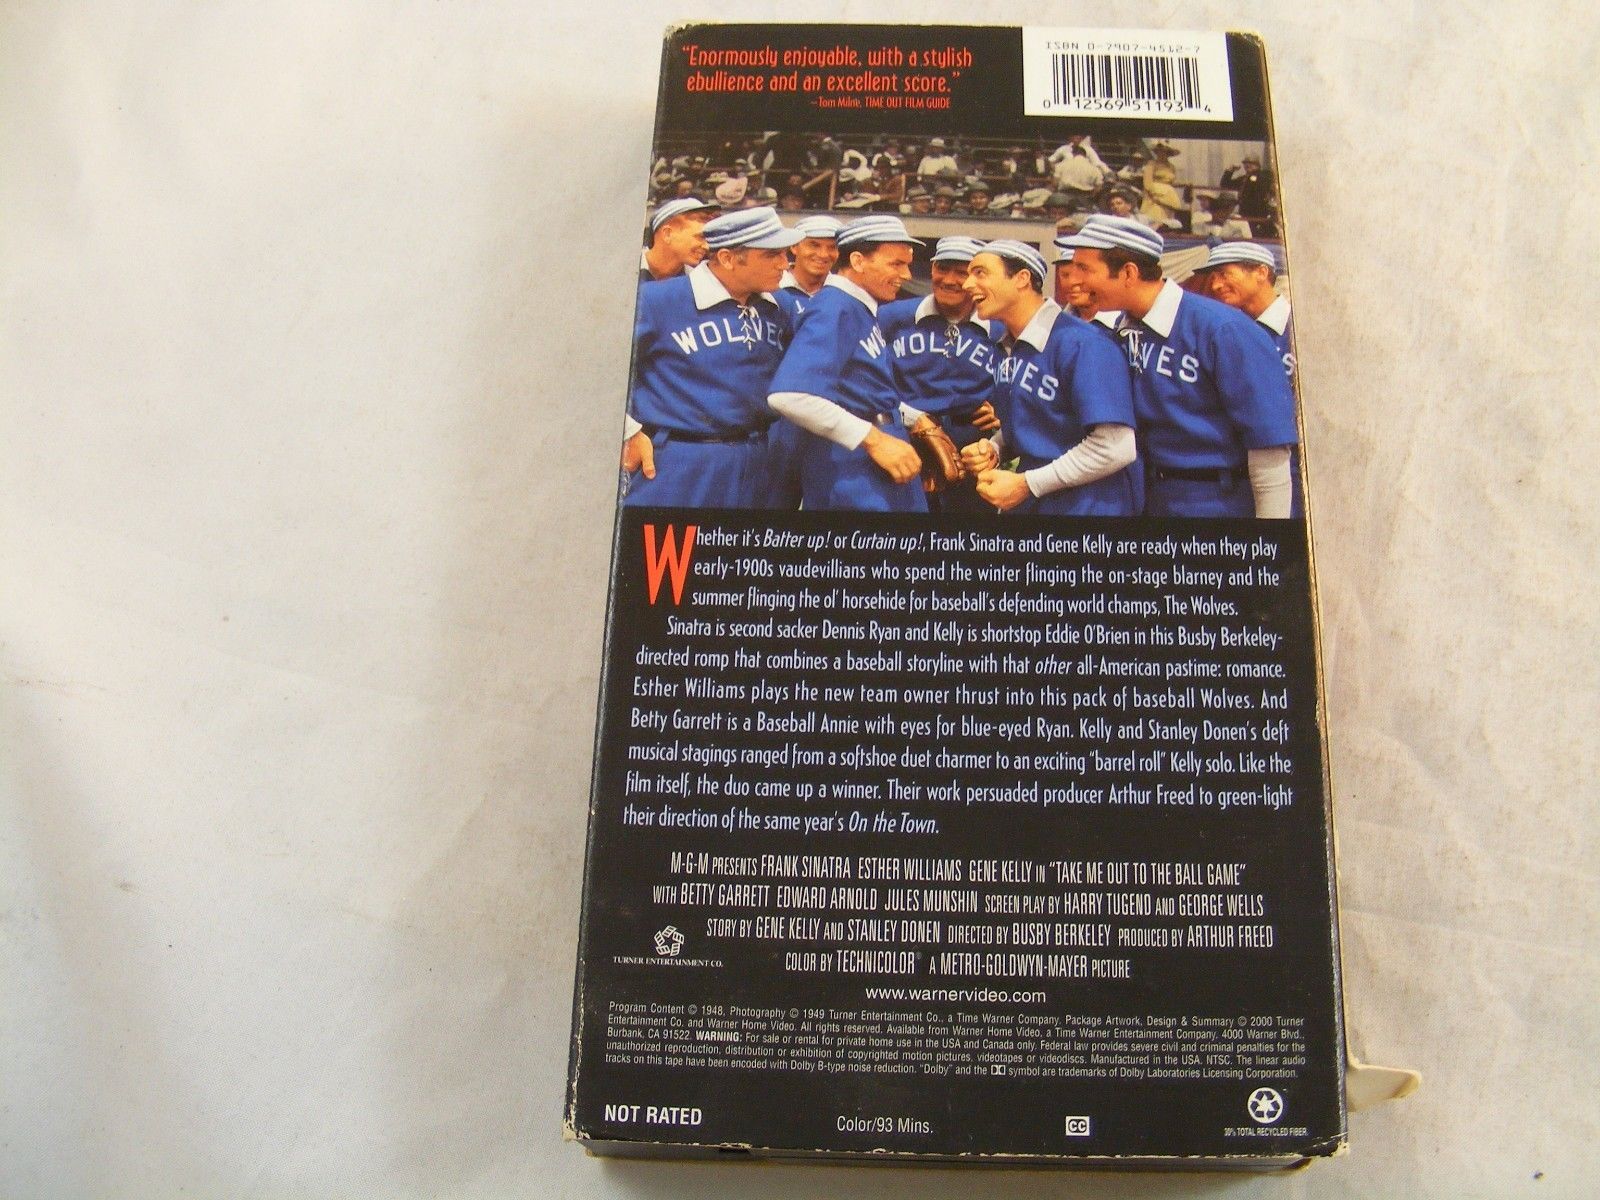 "Enormously enjoyable, with a stylish
ebullience and an excellent score."
–Tom Milne, TIME OUT FILM GUIDE
ISBN 0-7907-4512-7
0 12569 51193 4
WOLVES
WOLVES
WOLVES
VES
Whether it's Batter up! or Curtain up!, Frank Sinatra and Gene Kelly are ready when they play
early-1900s vaudevillians who spend the winter flinging the on-stage blarney and the
summer flinging the ol' horsehide for baseball's defending world champs, The Wolves.
Sinatra is second sacker Dennis Ryan and Kelly is shortstop Eddie O'Brien in this Busby Berkeley-
directed romp that combines a baseball storyline with that other all-American pastime: romance.
Esther Williams plays the new team owner thrust into this pack of baseball Wolves. And
Betty Garrett is a Baseball Annie with eyes for blue-eyed Ryan. Kelly and Stanley Donen's deft
musical stagings ranged from a softshoe duet charmer to an exciting "barrel roll" Kelly solo. Like the
film itself, the duo came up a winner. Their work persuaded producer Arthur Freed to green-light
their direction of the same year's On the Town.
M-G-M PRESENTS FRANK SINATRA ESTHER WILLIAMS GENE KELLY IN "TAKE ME OUT TO THE BALL GAME"
WITH BETTY GARRETT EDWARD ARNOLD JULES MUNSHIN SCREEN PLAY BY HARRY TUGEND AND GEORGE WELLS
STORY BY GENE KELLY AND STANLEY DONEN DIRECTED BY BUSBY BERKELEY PRODUCED BY ARTHUR FREED
TURNER ENTERTAINMENT CO.
COLOR BY TECHNICOLOR® A METRO-GOLDWYN-MAYER PICTURE
www.warnervideo.com
Program Content © 1948, Photography © 1949 Turner Entertainment Co., a Time Warner Company. Package Artwork, Design & Summary © 2000 Turner
Entertainment Co. and Warner Home Video. All rights reserved. Available from Warner Home Video, a Time Warner Entertainment Company, 4000 Warner Blvd.,
Burbank, CA 91522. WARNING: For sale or rental for private home use in the USA and Canada only. Federal law provides severe civil and criminal penalties for the
unauthorized reproduction, distribution or exhibition of copyrighted motion pictures, videotapes or videodiscs. Manufactured in the USA. NTSC. The linear audio
tracks on this tape have been encoded with Dolby B-type noise reduction. "Dolby" and the DD symbol are trademarks of Dolby Laboratories Licensing Corporation.
NOT RATED
Color/93 Mins.
CC
30% TOTAL RECYCLED FIBER.